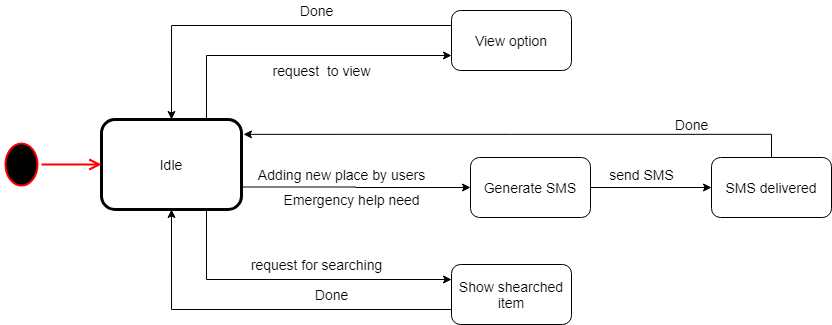 Done
View option
request to view
Done
Idle
Adding new place by users
Generate SMS
send SMS
SMS delivered
Emergency help need
request for searching
Done
Show shearched
item